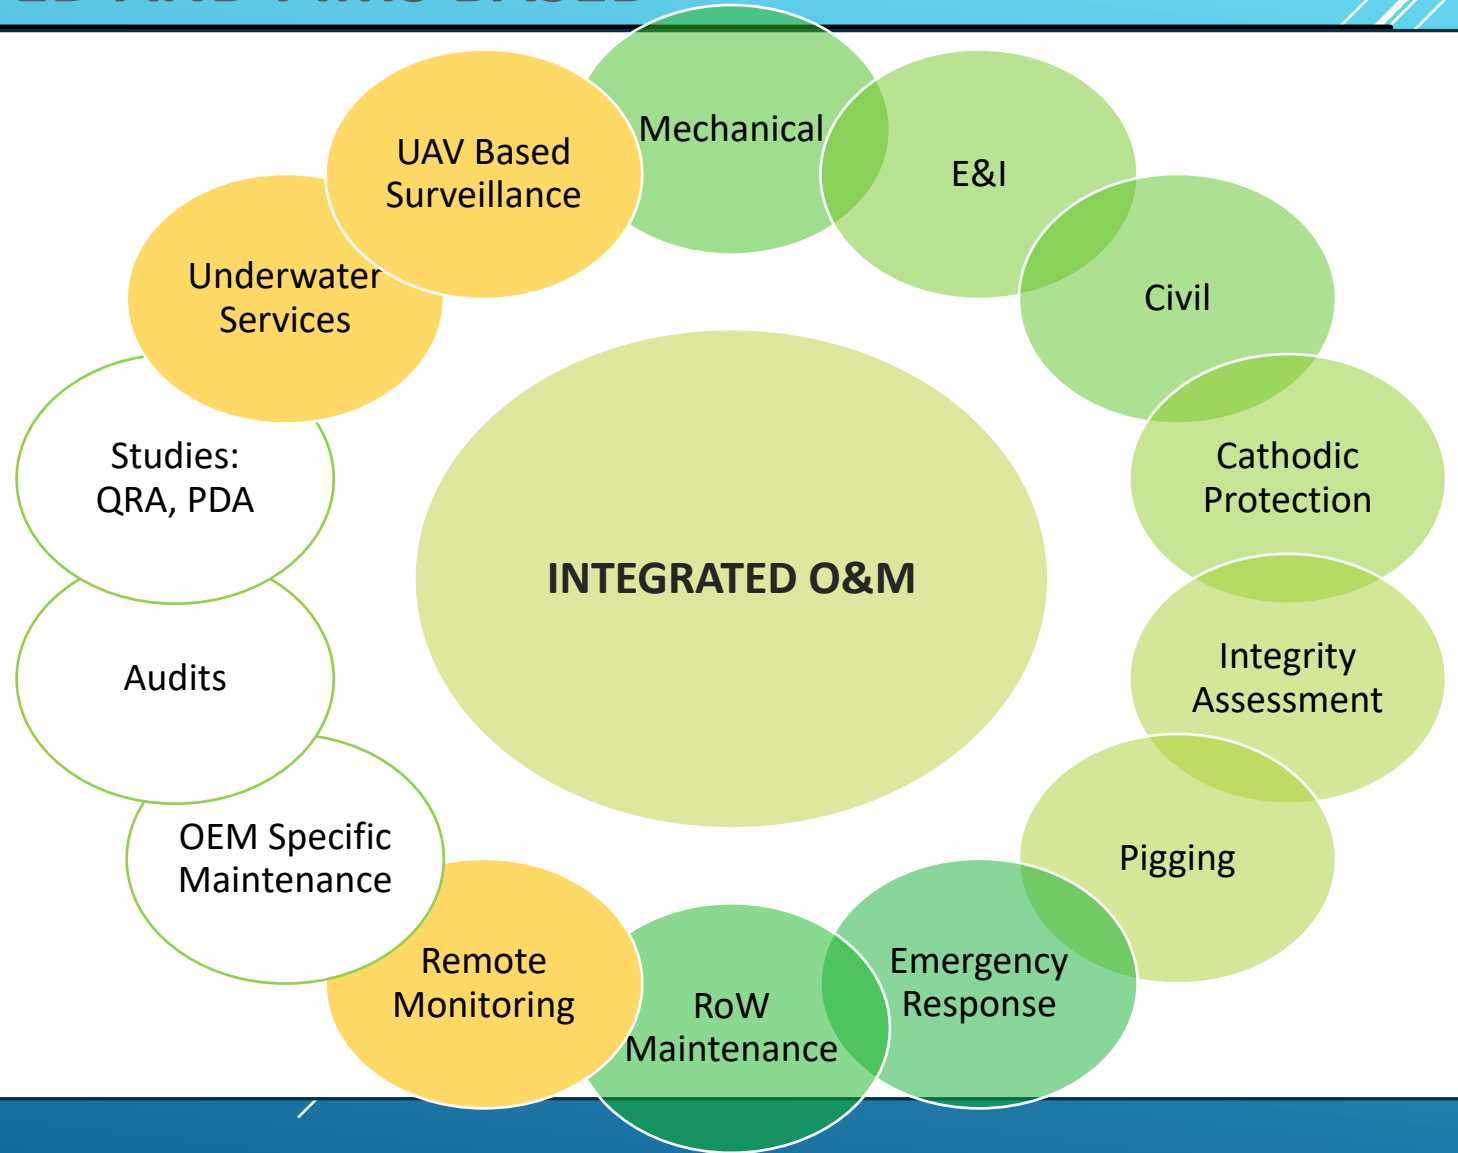 Mechanical
E&I
Civil
Cathodic
Protection
Integrity
Assessment
Pigging
Emergency
Response
RoW
Maintenance
Remote
Monitoring
OEM Specific
Maintenance
Audits
Studies:
QRA, PDA
Underwater
Services
UAV Based
Surveillance
INTEGRATED O&M